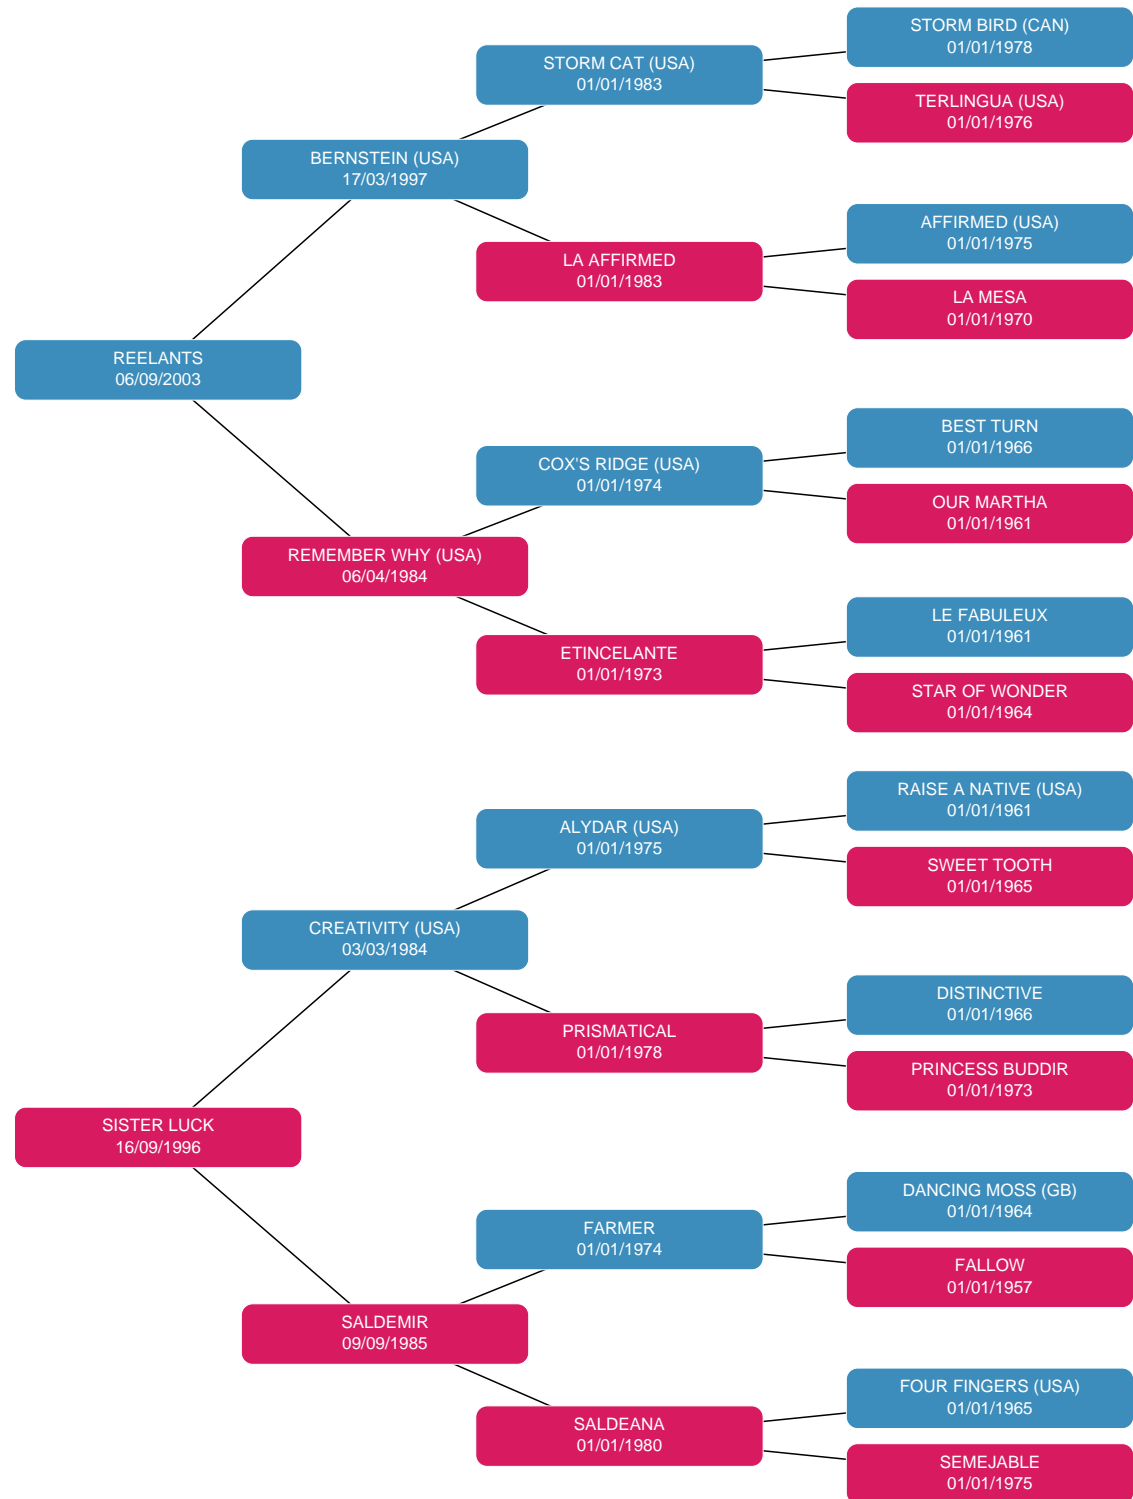 STORM BIRD (CAN)
01/01/1978
STORM CAT (USA)
01/01/1983
TERLINGUA (USA)
01/01/1976
BERNSTEIN (USA)
17/03/1997
AFFIRMED (USA)
01/01/1975
LA AFFIRMED
01/01/1983
LA MESA
01/01/1970
REELANTS
06/09/2003
BEST TURN
01/01/1966
COX'S RIDGE (USA)
01/01/1974
OUR MARTHA
01/01/1961
REMEMBER WHY (USA)
06/04/1984
LE FABULEUX
01/01/1961
ETINCELANTE
01/01/1973
STAR OF WONDER
01/01/1964
RAISE A NATIVE (USA)
01/01/1961
ALYDAR (USA)
01/01/1975
SWEET TOOTH
01/01/1965
CREATIVITY (USA)
03/03/1984
DISTINCTIVE
01/01/1966
PRISMATICAL
01/01/1978
PRINCESS BUDDIR
01/01/1973
SISTER LUCK
16/09/1996
DANCING MOSS (GB)
01/01/1964
FARMER
01/01/1974
FALLOW
01/01/1957
SALDEMIR
09/09/1985
FOUR FINGERS (USA)
01/01/1965
SALDEANA
01/01/1980
SEMEJABLE
01/01/1975